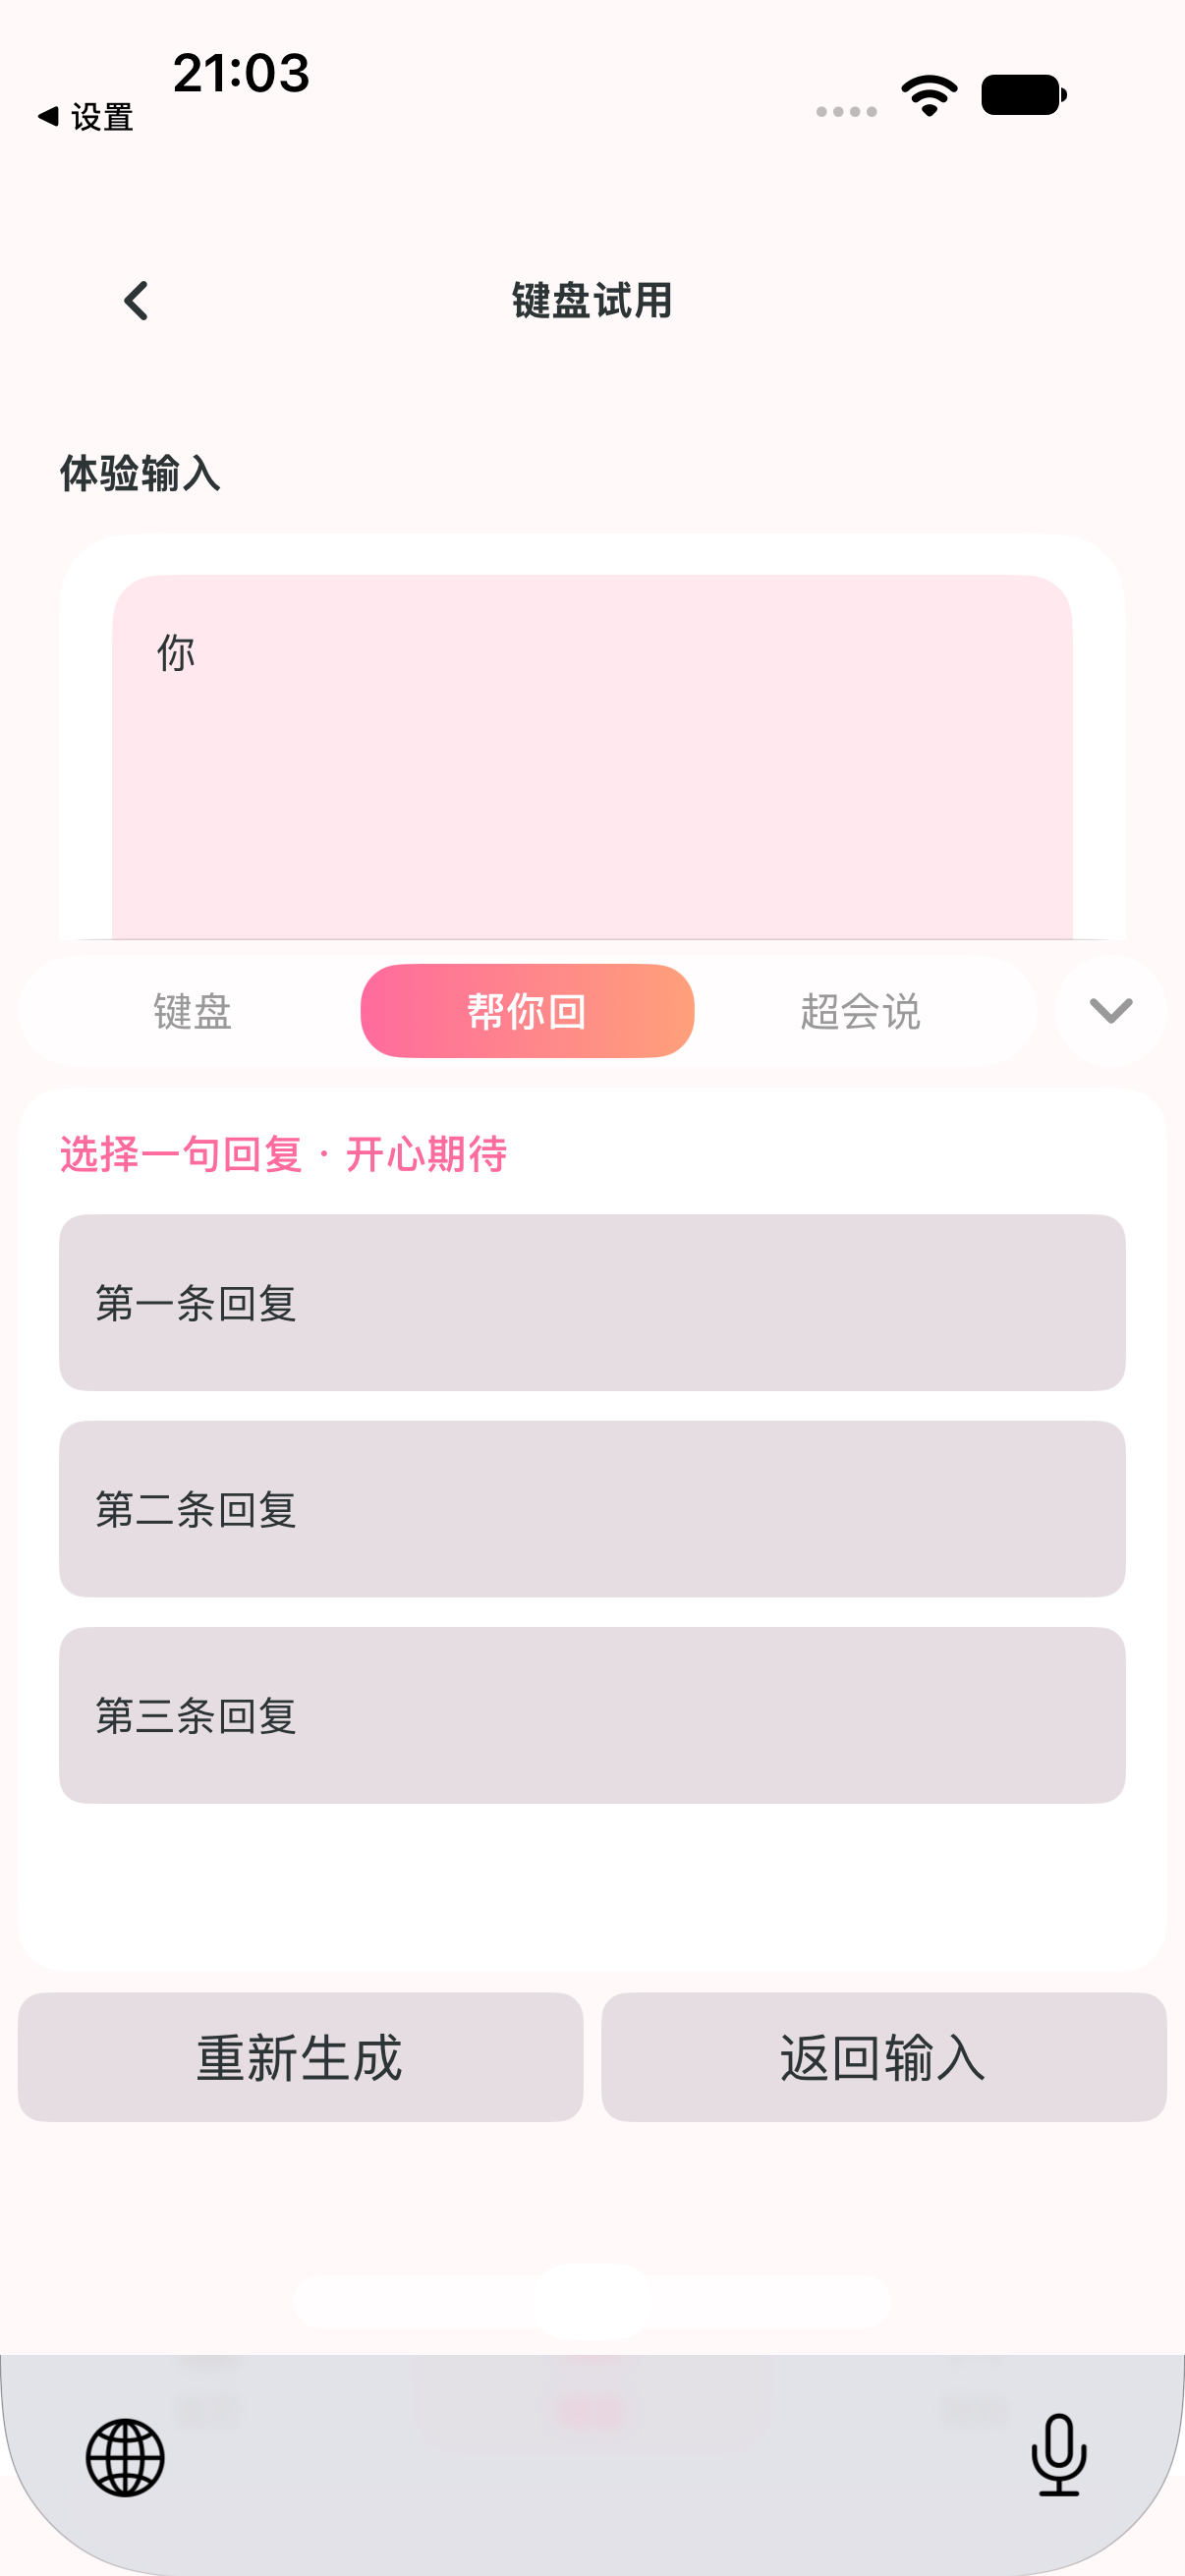 21:03
设置
键盘试用
体验输入
你
键盘 帮你回 超会说
选择一句回复 · 开心期待
第一条回复
第二条回复
第三条回复
重新生成 返回输入